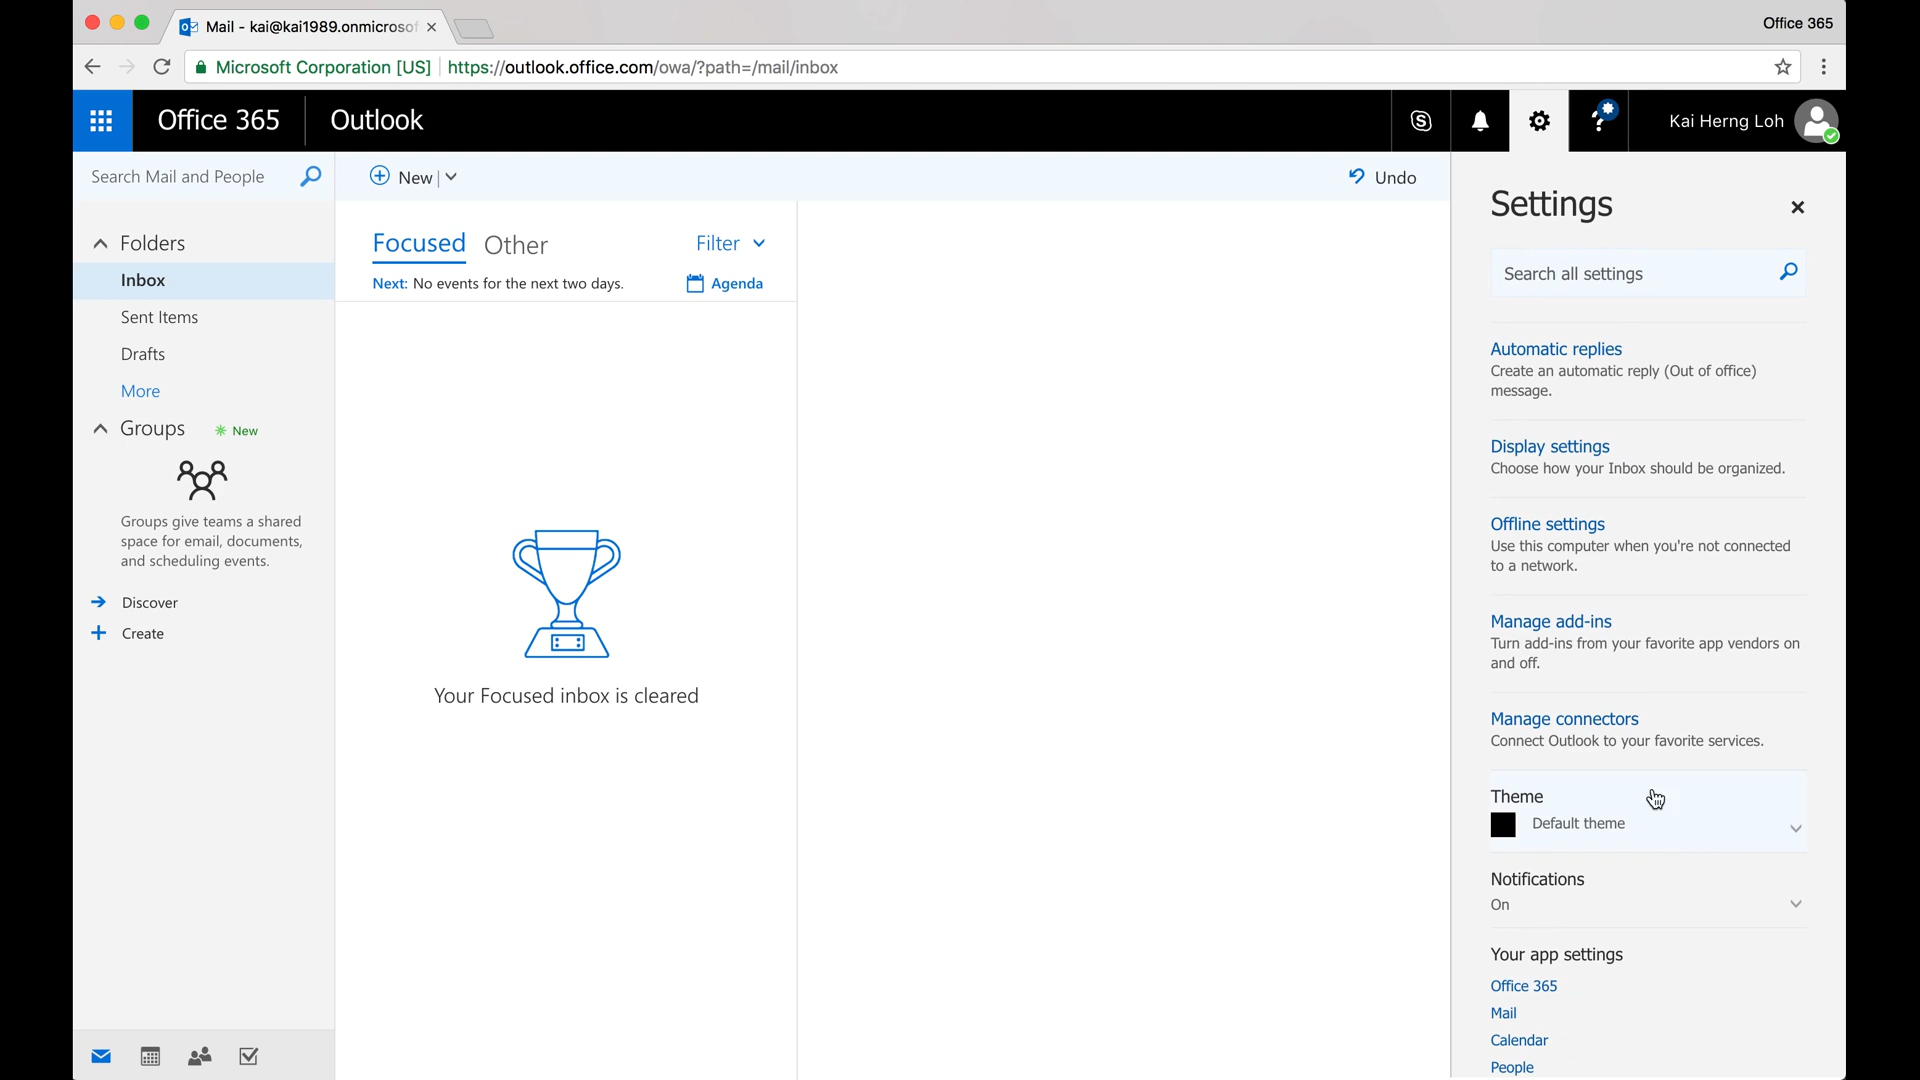 Mail - kai@kai1989.onmicrosof
Office 365
Microsoft Corporation [US]
https://outlook.office.com/owa/?path=/mail/inbox
Office 365
Outlook
Kai Herng Loh
Search Mail and People
New
Undo
Folders
Inbox
Sent Items
Drafts
More
Groups
New
Groups give teams a shared
space for email, documents,
and scheduling events.
Discover
Create
Focused
Other
Filter
Next: No events for the next two days.
Agenda
Your Focused inbox is cleared
Settings
Search all settings
Automatic replies
Create an automatic reply (Out of office)
message.
Display settings
Choose how your Inbox should be organized.
Offline settings
Use this computer when you're not connected
to a network.
Manage add-ins
Turn add-ins from your favorite app vendors on
and off.
Manage connectors
Connect Outlook to your favorite services.
Theme
Default theme
Notifications
On
Your app settings
Office 365
Mail
Calendar
People